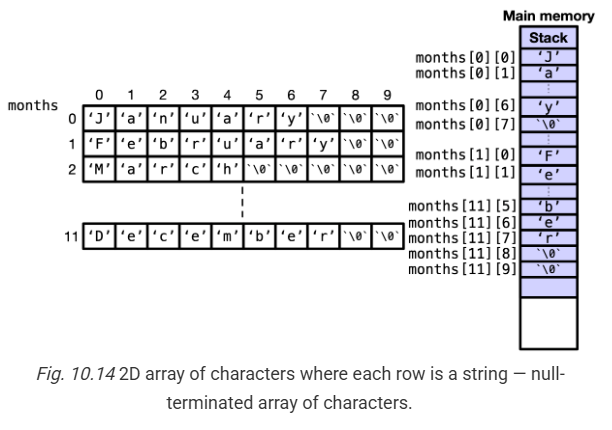 Main memory
Stack
months[0][0] ‘J’
months[0][1] ‘a’
months[0][6] ‘y’
months[0][7] `\0`
months[1][0] ‘F’
months[1][1] ‘e’
months[11][5] ‘b’
months[11][6] ‘e’
months[11][7] ‘r’
months[11][8] `\0`
months[11][9] `\0`
months
0 1 2 3 4 5 6 7 8 9
0 ‘J’ ‘a’ ‘n’ ‘u’ ‘a’ ‘r’ ‘y’ `\0` `\0` `\0`
1 ‘F’ ‘e’ ‘b’ ‘r’ ‘u’ ‘a’ ‘r’ ‘y’ `\0` `\0`
2 ‘M’ ‘a’ ‘r’ ‘c’ ‘h’ `\0` `\0` `\0` `\0` `\0`
11 ‘D’ ‘e’ ‘c’ ‘e’ ‘m’ ‘b’ ‘e’ ‘r’ `\0` `\0`
Fig. 10.14 2D array of characters where each row is a string — null-
terminated array of characters.